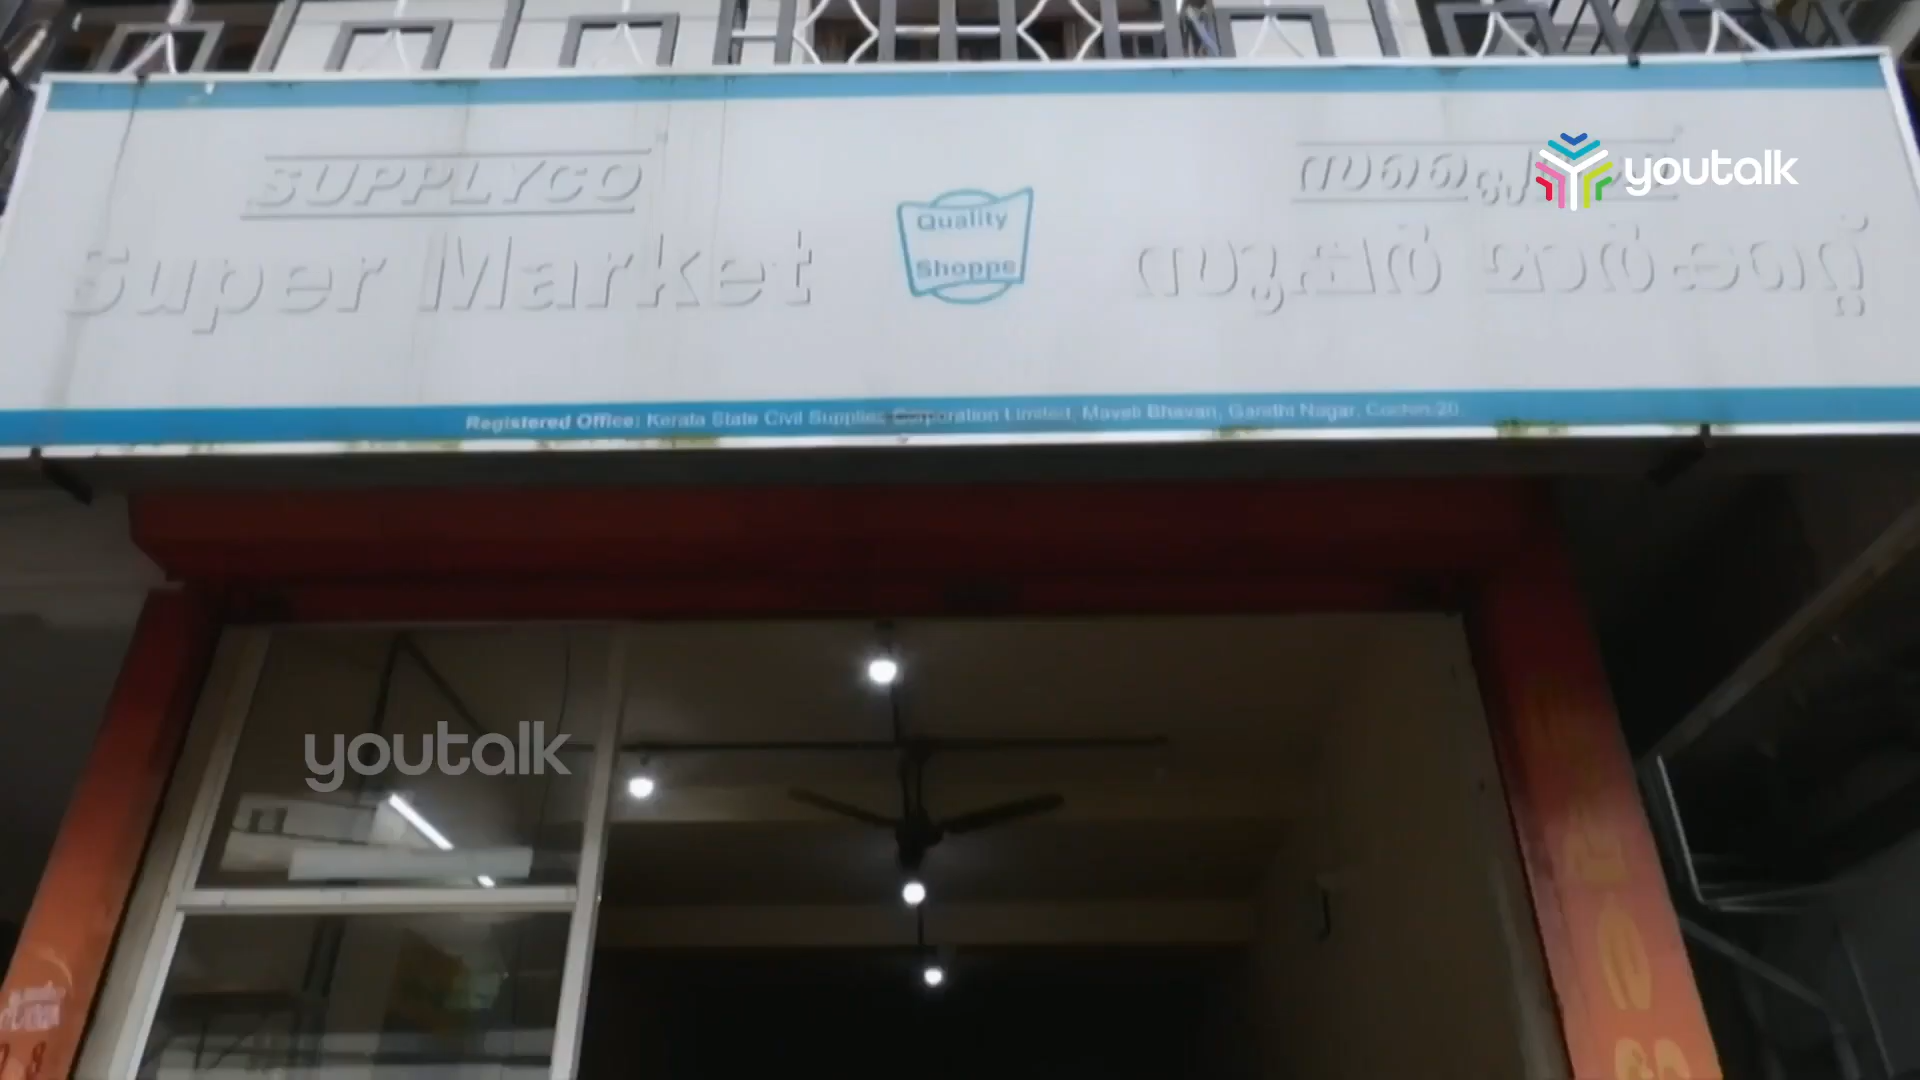 SUPPLYCO
Super Market
Quality
Shoppe
സപ്ലൈകോ
സൂപ്പർ മാർക്കറ്റ്
youtalk
Registered Office: Kerala State Civil Supplies Corporation Limited, Maveli Bhavan, Gandhi Nagar, Cochin-20
youtalk